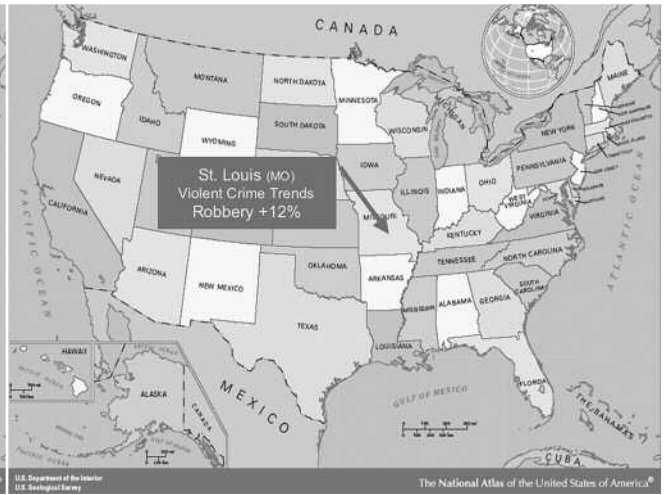 CANADA
WASHINGTON
MONTANA
NORTH DAKOTA
MINNESOTA
MAINE
OREGON
IDAHO
SOUTH DAKOTA
WISCONSIN
NEW YORK
WYOMING
IOWA
PENNSYLVANIA
NEVADA
ILLINOIS
INDIANA
OHIO
St. Louis (MO)
Violent Crime Trends
Robbery +12%
WEST
VIRGINIA
VIRGINIA
CALIFORNIA
MISSOURI
KENTUCKY
NORTH CAROLINA
TENNESSEE
ARIZONA
NEW MEXICO
OKLAHOMA
ARKANSAS
SOUTH
CAROLINA
MISSISSIPPI
ALABAMA
GEORGIA
TEXAS
LOUISIANA
FLORIDA
PACIFIC OCEAN
ATLANTIC OCEAN
HAWAII
ALASKA
CANADA
MEXICO
GULF OF MEXICO
THE BAHAMAS
CUBA
PACIFIC OCEAN
U.S. Department of the Interior
U.S. Geological Survey
The National Atlas of the United States of America®